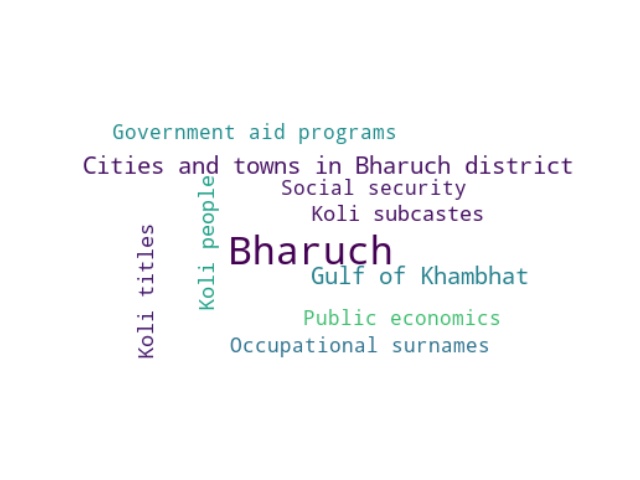 Government aid programs
Cities and towns in Bharuch district
Social security
Koli people
Koli subcastes
Koli titles
Bharuch
Gulf of Khambhat
Public economics
Occupational surnames